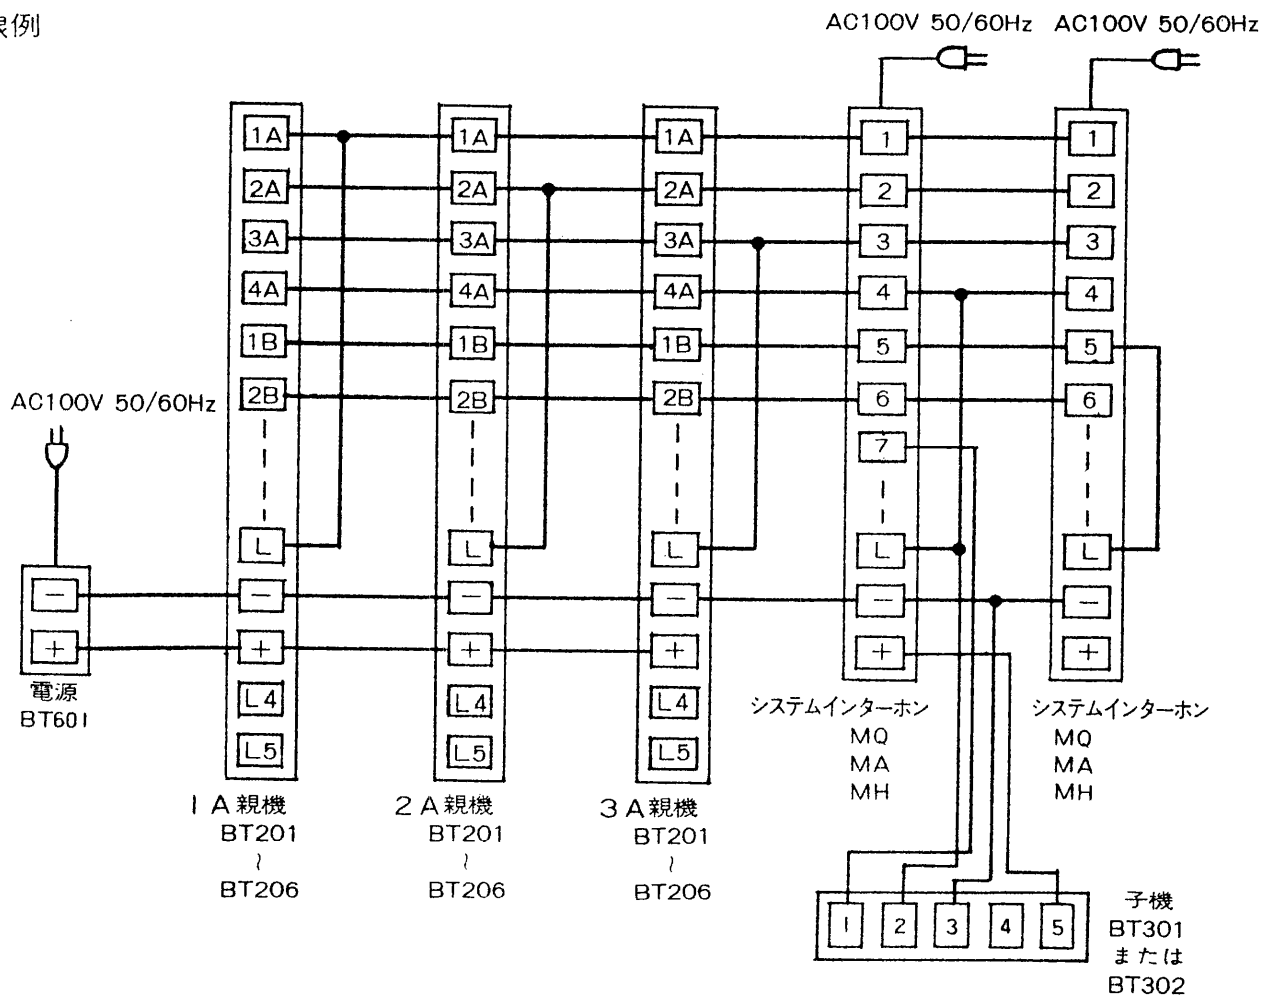 線例
AC100V 50/60Hz
AC100V 50/60Hz
1A 1A 1A 1 1
2A 2A 2A 2 2
3A 3A 3A 3 3
4A 4A 4A 4 4
1B 1B 1B 5 5
2B 2B 2B 6 6
7
AC100V 50/60Hz
L L L L L
− − − − − −
+ + + + + +
L4 L4 L4
L5 L5 L5
電源
BT601
1A親機
BT201
~
BT206
2A親機
BT201
~
BT206
3A親機
BT201
~
BT206
システムインターホン
MQ
MA
MH
システムインターホン
MQ
MA
MH
1 2 3 4 5
子機
BT301
または
BT302